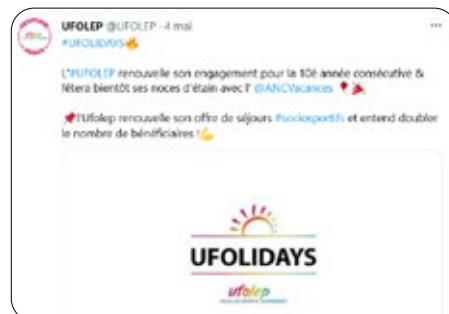 UFOLEP @UFOLEP · 4 mai
#UFOLIDAYS🔥
L'#UFOLEP renouvelle son engagement pour la 10è année consécutive &
fêtera bientôt ses noces d'étain avec l' @ANCVacances 🎈🎉
📌l'Ufolep renouvelle son offre de séjours #sociosportifs et entend doubler
le nombre de bénéficiaires !💪
UFOLIDAYS
ufolep